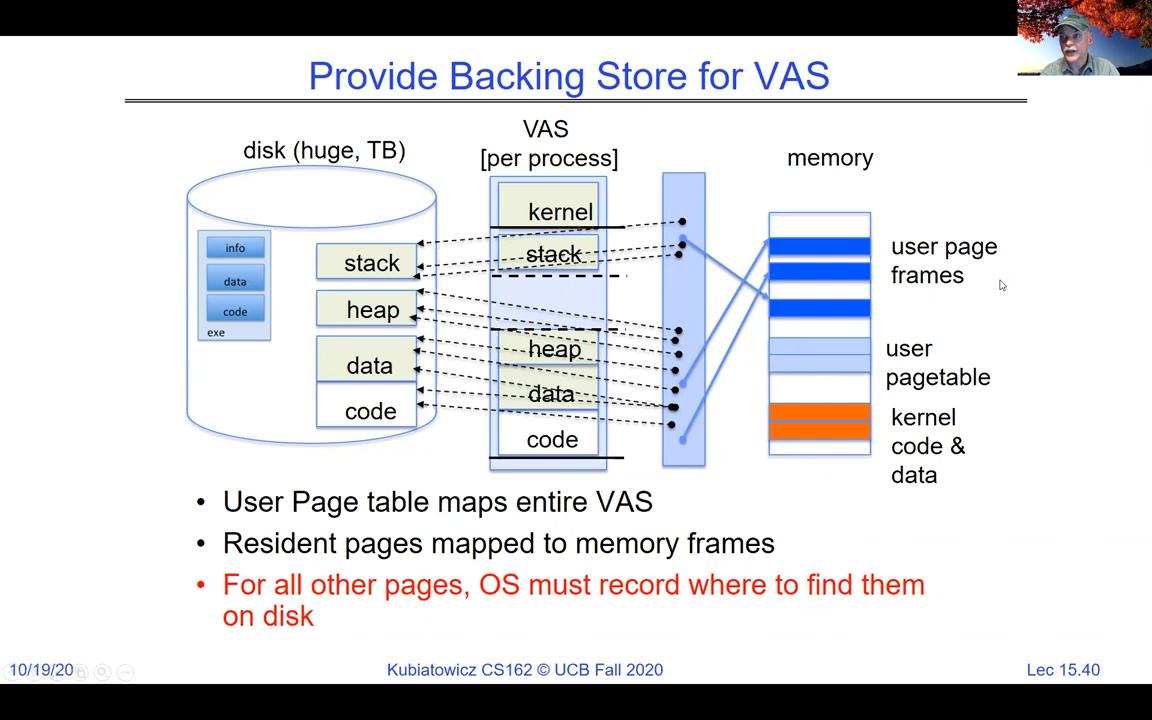 Provide Backing Store for VAS
disk (huge, TB)
VAS
[per process]
memory
info
data
code
exe
stack
heap
data
code
kernel
stack
heap
data
code
user page
frames
user
pagetable
kernel
code &
data
• User Page table maps entire VAS
• Resident pages mapped to memory frames
• For all other pages, OS must record where to find them
on disk
10/19/20
Kubiatowicz CS162 © UCB Fall 2020
Lec 15.40